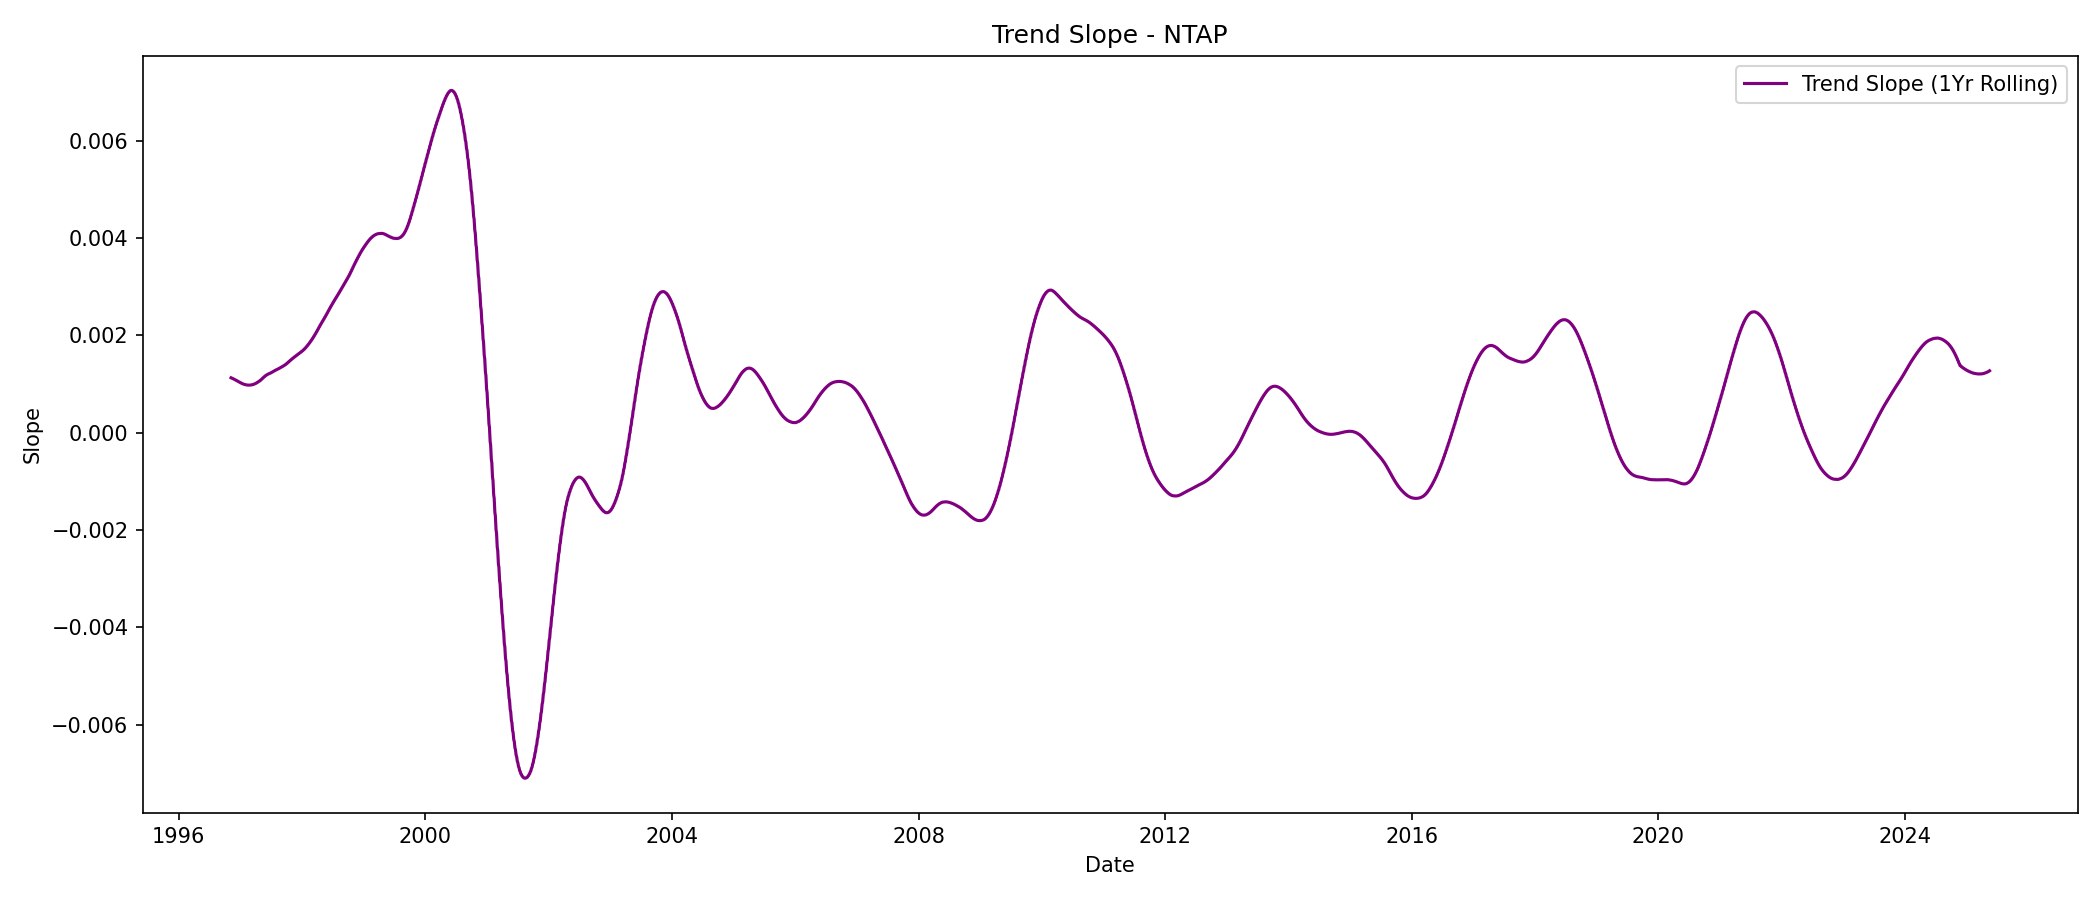 Trend Slope - NTAP
Trend Slope (1Yr Rolling)
Slope
0.006
0.004
0.002
0.000
−0.002
−0.004
−0.006
1996 2000 2004 2008 2012 2016 2020 2024
Date